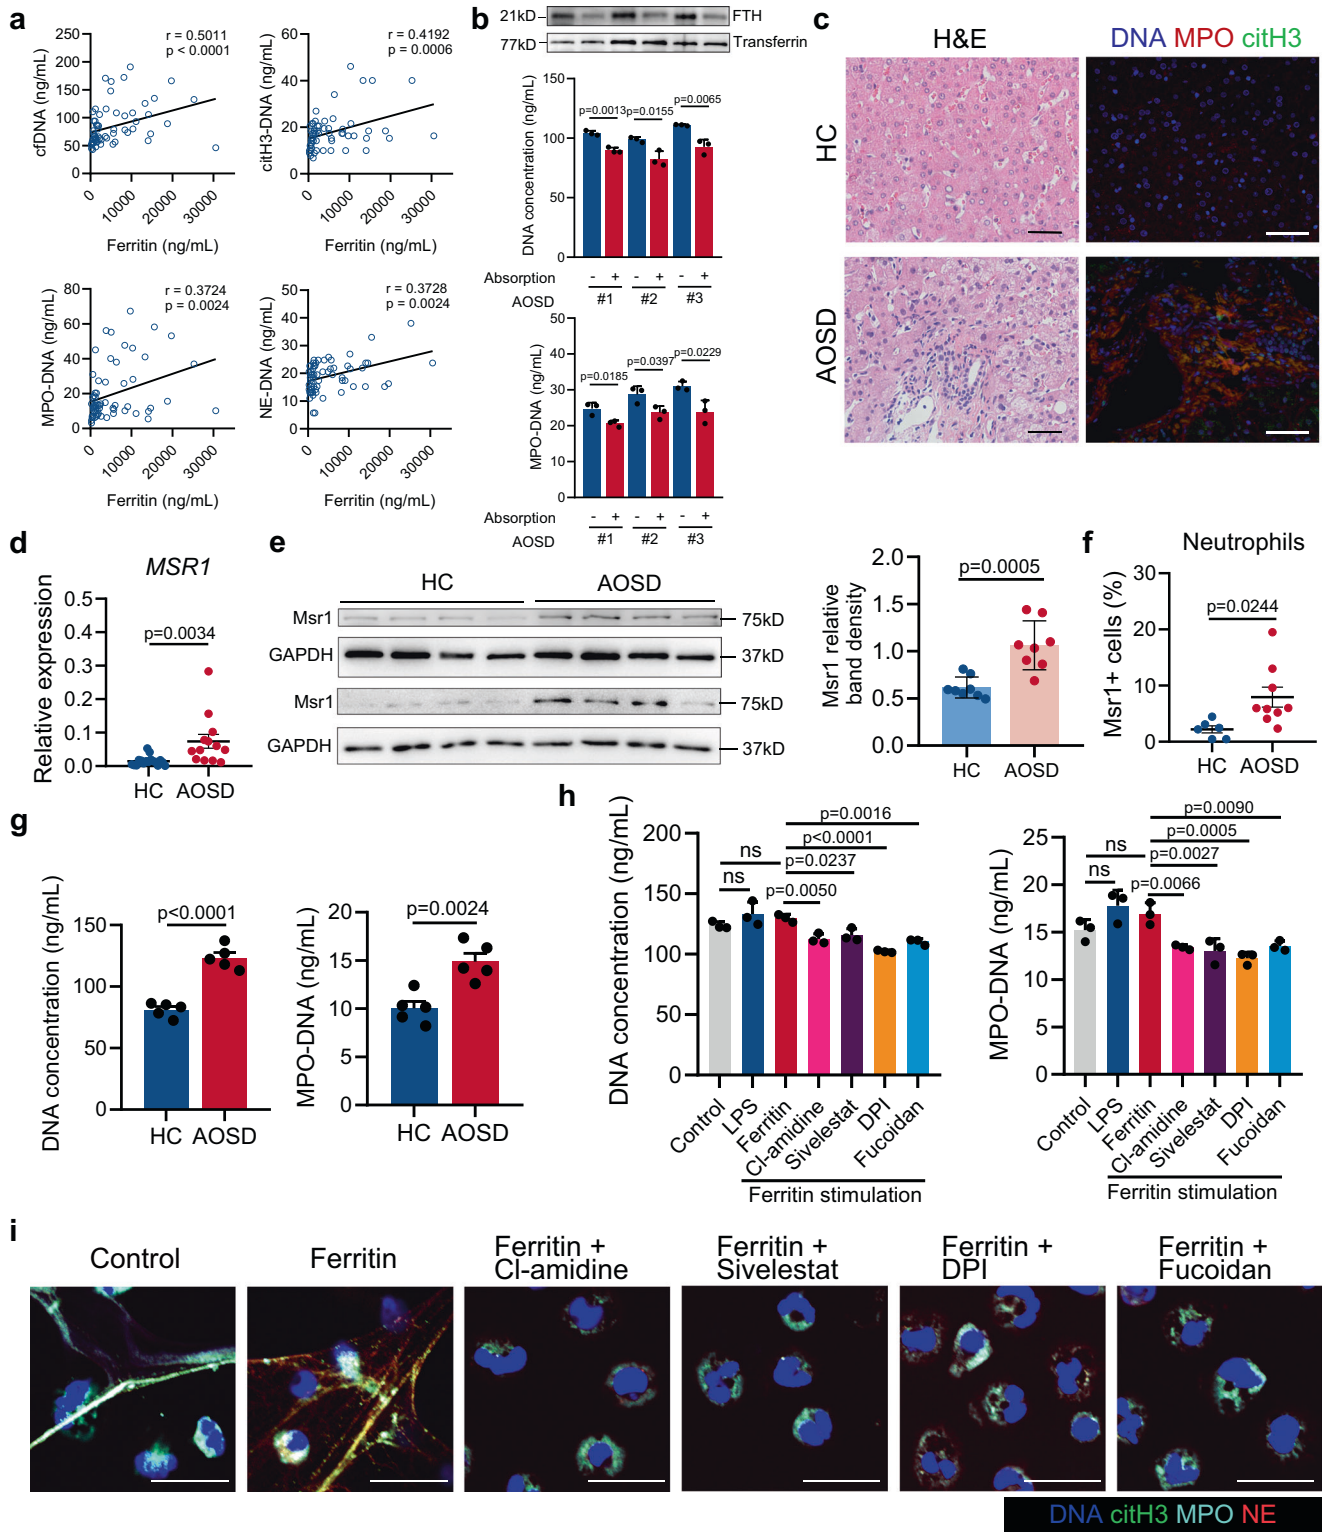 a
r = 0.5011
p < 0.0001
250
200
150
100
50
0
cfDNA (ng/mL)
0
10000
20000
30000
Ferritin (ng/mL)
r = 0.4192
p = 0.0006
60
40
20
0
citH3-DNA (ng/mL)
0
10000
20000
30000
Ferritin (ng/mL)
r = 0.3724
p = 0.0024
80
60
40
20
0
MPO-DNA (ng/mL)
0
10000
20000
30000
Ferritin (ng/mL)
r = 0.3728
p = 0.0024
50
40
30
20
10
0
NE-DNA (ng/mL)
0
10000
20000
30000
Ferritin (ng/mL)
b
21kD
FTH
77kD
Transferrin
150
100
50
0
DNA concentration (ng/mL)
p=0.0013
p=0.0155
p=0.0065
Absorption - + - + - +
AOSD #1 #2 #3
50
40
30
20
10
0
MPO-DNA (ng/mL)
p=0.0185
p=0.0397
p=0.0229
Absorption - + - + - +
AOSD #1 #2 #3
c
H&E
DNA MPO citH3
HC
AOSD
d
MSR1
0.5
0.4
0.3
0.2
0.1
0.0
Relative expression
p=0.0034
HC AOSD
e
HC AOSD
Msr1 75kD
GAPDH 37kD
Msr1 75kD
GAPDH 37kD
2.0
1.5
1.0
0.5
0.0
Msr1 relative
band density
p=0.0005
HC AOSD
f
Neutrophils
30
20
10
0
Msr1+ cells (%)
p=0.0244
HC AOSD
g
150
100
50
0
DNA concentration (ng/mL)
p<0.0001
HC AOSD
20
15
10
5
0
MPO-DNA (ng/mL)
p=0.0024
HC AOSD
h
200
150
100
50
0
DNA concentration (ng/mL)
p=0.0016
p<0.0001
ns
p=0.0237
ns
p=0.0050
Control
LPS
Ferritin
Cl-amidine
Sivelestat
DPI
Fucoidan
Ferritin stimulation
25
20
15
10
5
0
MPO-DNA (ng/mL)
p=0.0090
p=0.0005
ns
p=0.0027
ns
p=0.0066
Control
LPS
Ferritin
Cl-amidine
Sivelestat
DPI
Fucoidan
Ferritin stimulation
i
Control
Ferritin
Ferritin +
Cl-amidine
Ferritin +
Sivelestat
Ferritin +
DPI
Ferritin +
Fucoidan
DNA citH3 MPO NE